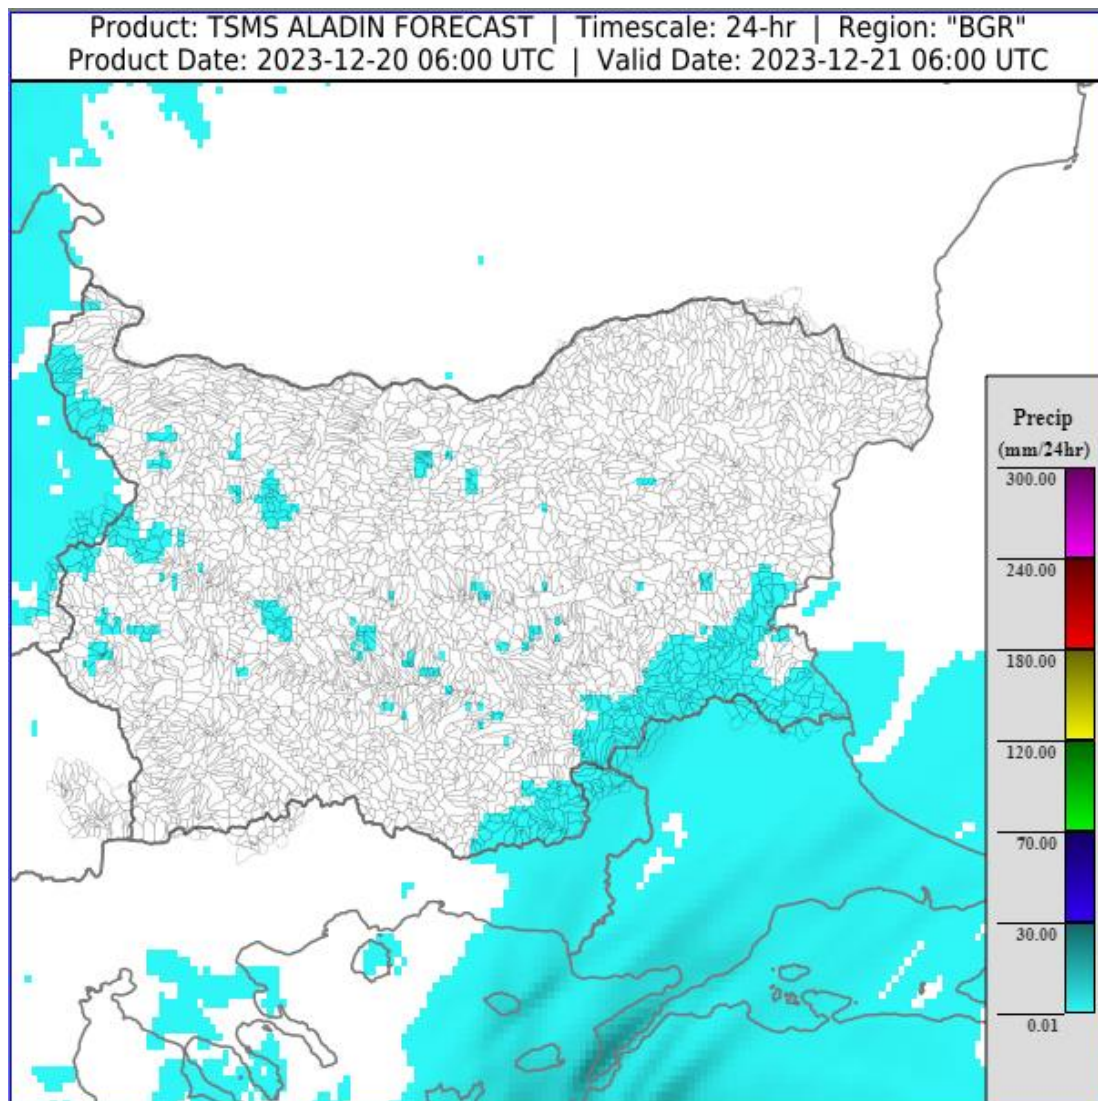 Product: TSMS ALADIN FORECAST | Timescale: 24-hr | Region: "BGR"
Product Date: 2023-12-20 06:00 UTC | Valid Date: 2023-12-21 06:00 UTC
Precip
(mm/24hr)
300.00
240.00
180.00
120.00
70.00
30.00
0.01